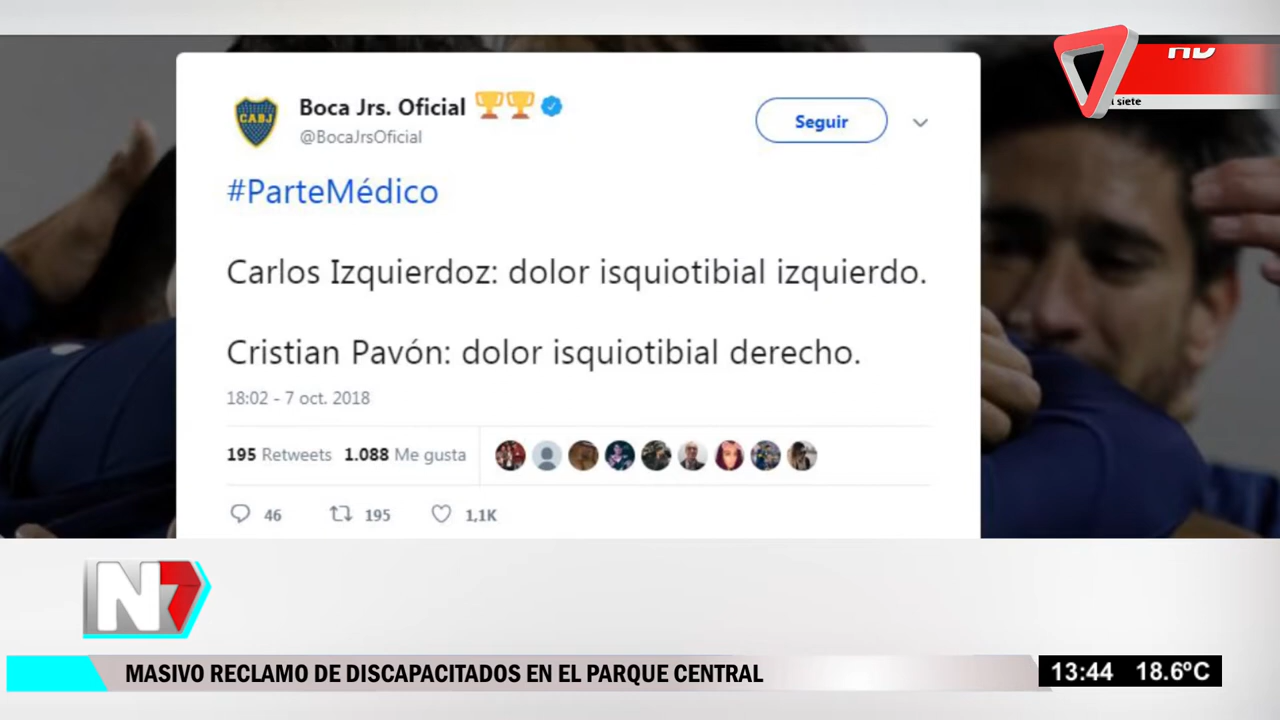 HD
l siete
CABJ
Boca Jrs. Oficial
@BocaJrsOficial
Seguir
#ParteMédico
Carlos Izquierdoz: dolor isquiotibial izquierdo.
Cristian Pavón: dolor isquiotibial derecho.
18:02 - 7 oct. 2018
195 Retweets 1.088 Me gusta
46 195 1,1K
N7
MASIVO RECLAMO DE DISCAPACITADOS EN EL PARQUE CENTRAL
13:44 18.6ºC